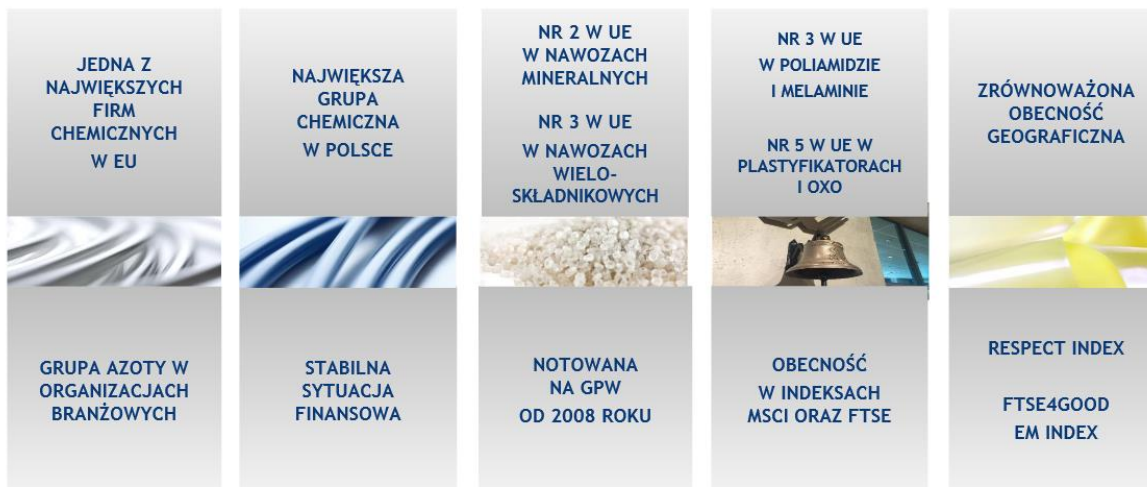 JEDNA Z
NAJWIĘKSZYCH
FIRM
CHEMICZNYCH
W EU
NAJWIĘKSZA
GRUPA
CHEMICZNA
W POLSCE
NR 2 W UE
W NAWOZACH
MINERALNYCH
NR 3 W UE
W NAWOZACH
WIELO-
SKŁADNIKOWYCH
NR 3 W UE
W POLIAMIDZIE
I MELAMINIE
NR 5 W UE W
PLASTYFIKATORACH
I OXO
ZRÓWNOWAŻONA
OBECNOŚĆ
GEOGRAFICZNA
GRUPA AZOTY W
ORGANIZACJACH
BRANŻOWYCH
STABILNA
SYTUACJA
FINANSOWA
NOTOWANA
NA GPW
OD 2008 ROKU
OBECNOŚĆ
W INDEKSACH
MSCI ORAZ FTSE
RESPECT INDEX
FTSE4GOOD
EM INDEX